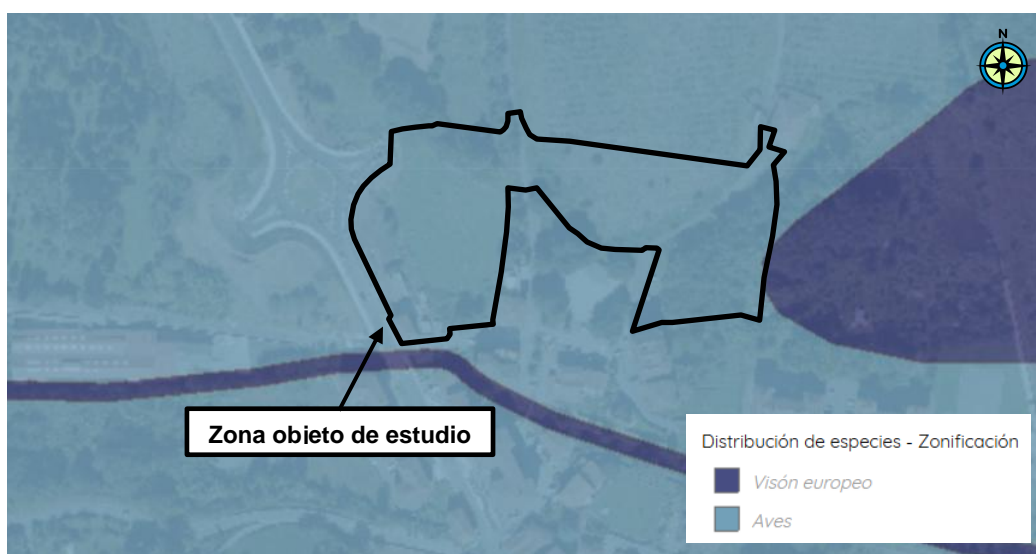 N
Zona objeto de estudio
Distribución de especies - Zonificación
Visón europeo
Aves